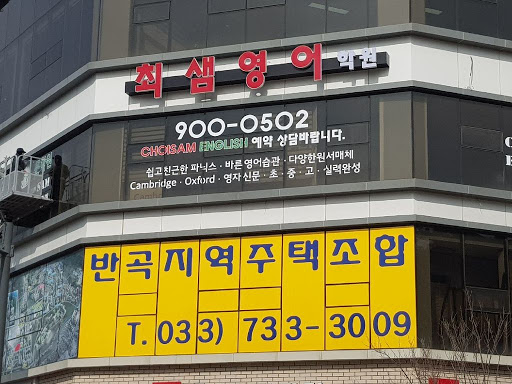 최샘영어 학원
900-0502
CHOISAM ENGLISH 예약 상담바랍니다.
쉽고친근한 파닉스 · 바른영어습관 · 다양한원서매체
Cambridge · Oxford · 영자신문 · 초 · 중 · 고 · 실력완성
반곡지역주택조합
T. 033) 733-3009